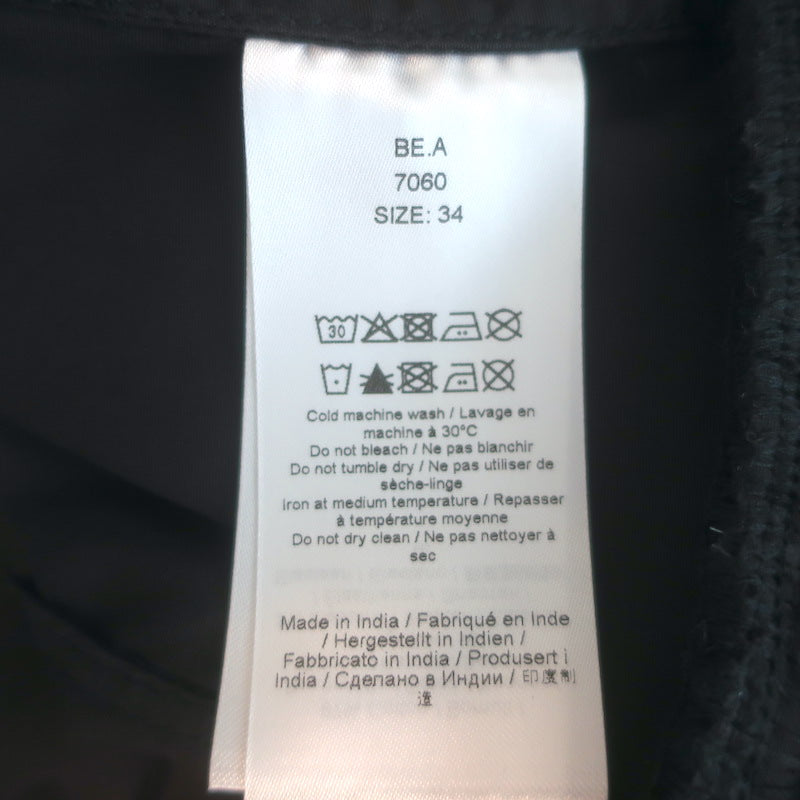 BE.A
7060
SIZE: 34
30
Cold machine wash / Lavage en
machine à 30°C
Do not bleach / Ne pas blanchir
Do not tumble dry / Ne pas utiliser de
sèche-linge
Iron at medium temperature / Repasser
à température moyenne
Do not dry clean / Ne pas nettoyer à
sec
Made in India / Fabriqué en Inde
/ Hergestellt in Indien /
Fabbricato in India / Produsert i
India / Сделано в Индии / 印度制
造